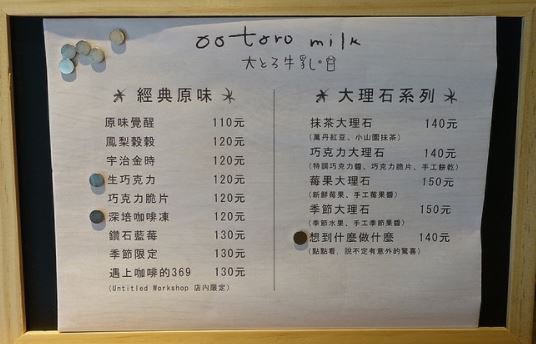 ootoro milk
大とろ牛乳
經典原味
原味覺醒 110元
鳳梨穀穀 120元
宇治金時 120元
生巧克力 120元
巧克力脆片 120元
深培咖啡凍 120元
鑽石藍莓 130元
季節限定 130元
遇上咖啡的369 130元
(Untitled Workshop 店內限定)
大理石系列
抹茶大理石 140元
(萬丹紅豆、小山園抹茶)
巧克力大理石 140元
(特調巧克力醬、巧克力脆片、手工餅乾)
莓果大理石 150元
(新鮮莓果、手工莓果醬)
季節大理石 150元
(季節水果、手工季節果醬)
想到什麼做什麼 140元
(點點看，說不定有意外的驚喜)